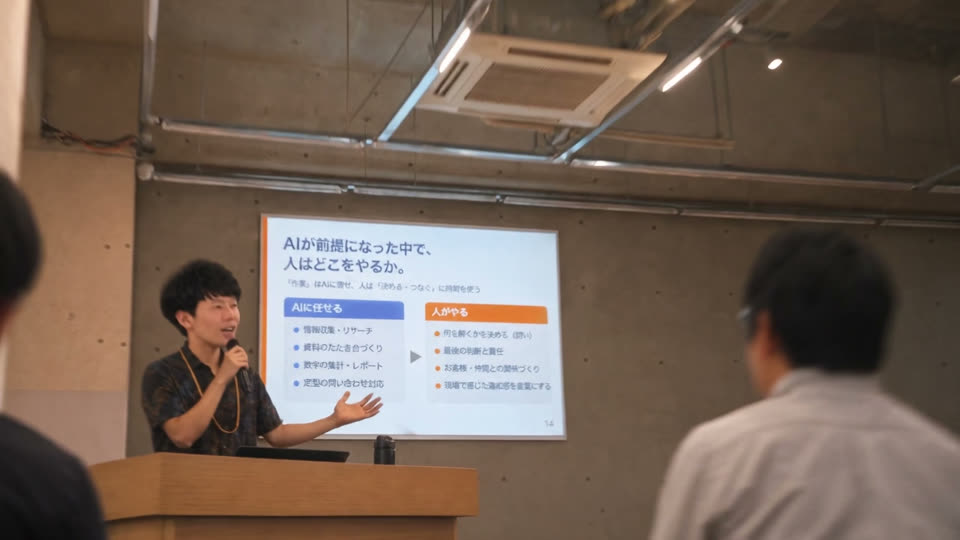 AIが前提になった中で、
人はどこをやるか。
「作業」はAIに任せ、人は「決める・つなぐ」に時間を使う
AIに任せる
情報収集・リサーチ
資料のたたき台づくり
数字の集計・レポート
定型の問い合わせ対応
人がやる
何を解くかを決める（問い）
最後の判断と責任
お客様・仲間との関係づくり
現場で感じた違和感を言葉にする
14